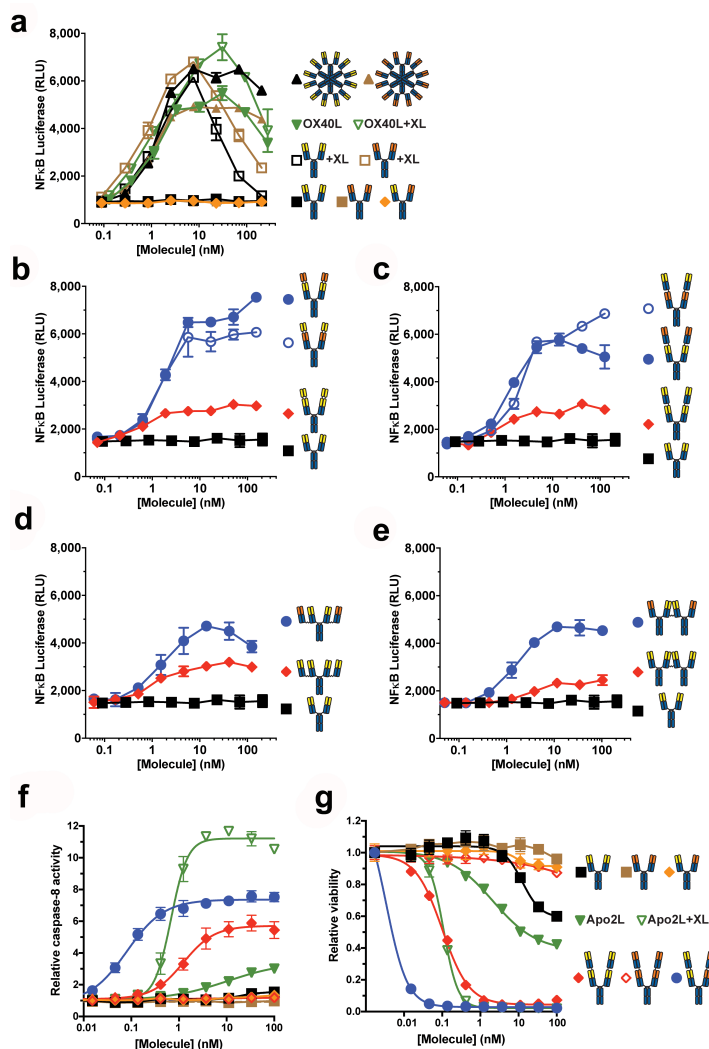 a
NFκB Luciferase (RLU)
8,000
6,000
4,000
2,000
0
0.1 1 10 100
[Molecule] (nM)
OX40L OX40L+XL
+XL +XL
b
NFκB Luciferase (RLU)
8,000
6,000
4,000
2,000
0
0.1 1 10 100
[Molecule] (nM)
c
NFκB Luciferase (RLU)
8,000
6,000
4,000
2,000
0
0.1 1 10 100
[Molecule] (nM)
d
NFκB Luciferase (RLU)
8,000
6,000
4,000
2,000
0
0.1 1 10 100
[Molecule] (nM)
e
NFκB Luciferase (RLU)
8,000
6,000
4,000
2,000
0
0.1 1 10 100
[Molecule] (nM)
f
Relative caspase-8 activity
12
10
8
6
4
2
0
0.01 0.1 1 10 100
[Molecule] (nM)
g
Relative viability
1.2
1.0
0.8
0.6
0.4
0.2
0.0
0.01 0.1 1 10 100
[Molecule] (nM)
Apo2L Apo2L+XL